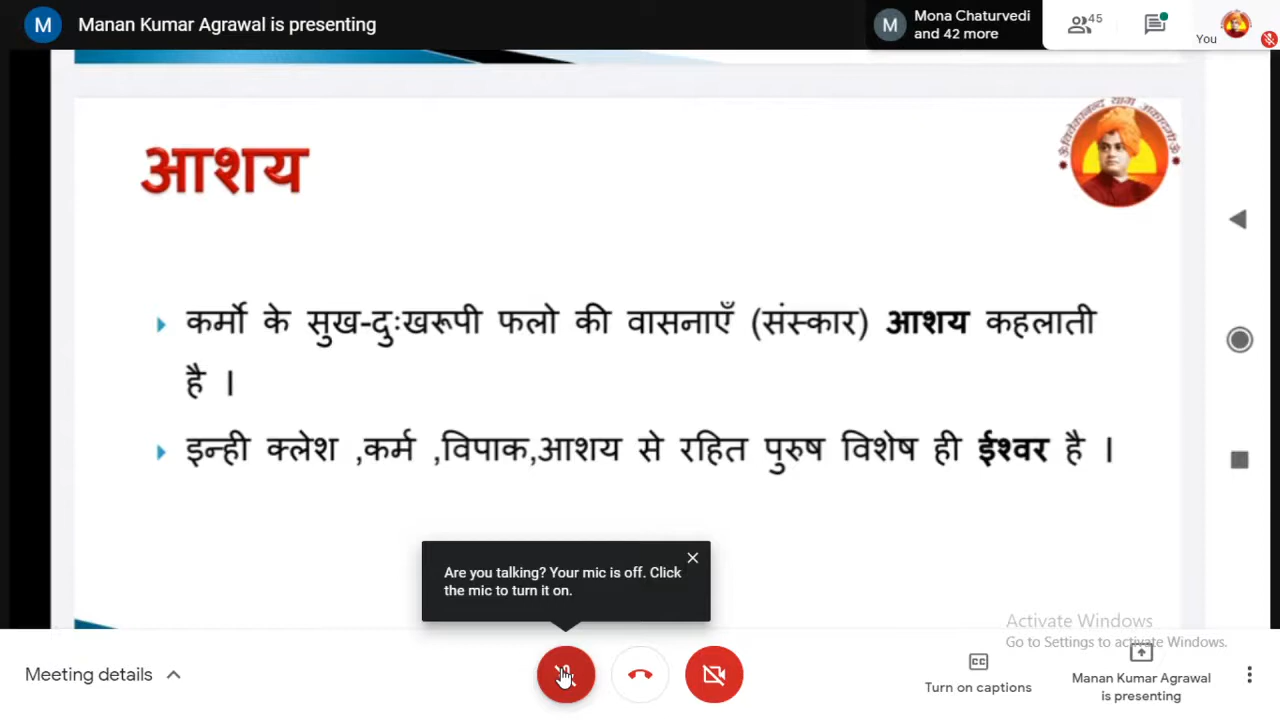 M Manan Kumar Agrawal is presenting
M Mona Chaturvedi
and 42 more
45
You
आशय
कर्मो के सुख-दुःखरूपी फलो की वासनाएँ (संस्कार) आशय कहलाती
है ।
इन्ही क्लेश ,कर्म ,विपाक,आशय से रहित पुरुष विशेष ही ईश्वर है ।
Are you talking? Your mic is off. Click
the mic to turn it on.
Activate Windows
Go to Settings to activate Windows.
Meeting details
CC
Turn on captions
Manan Kumar Agrawal
is presenting